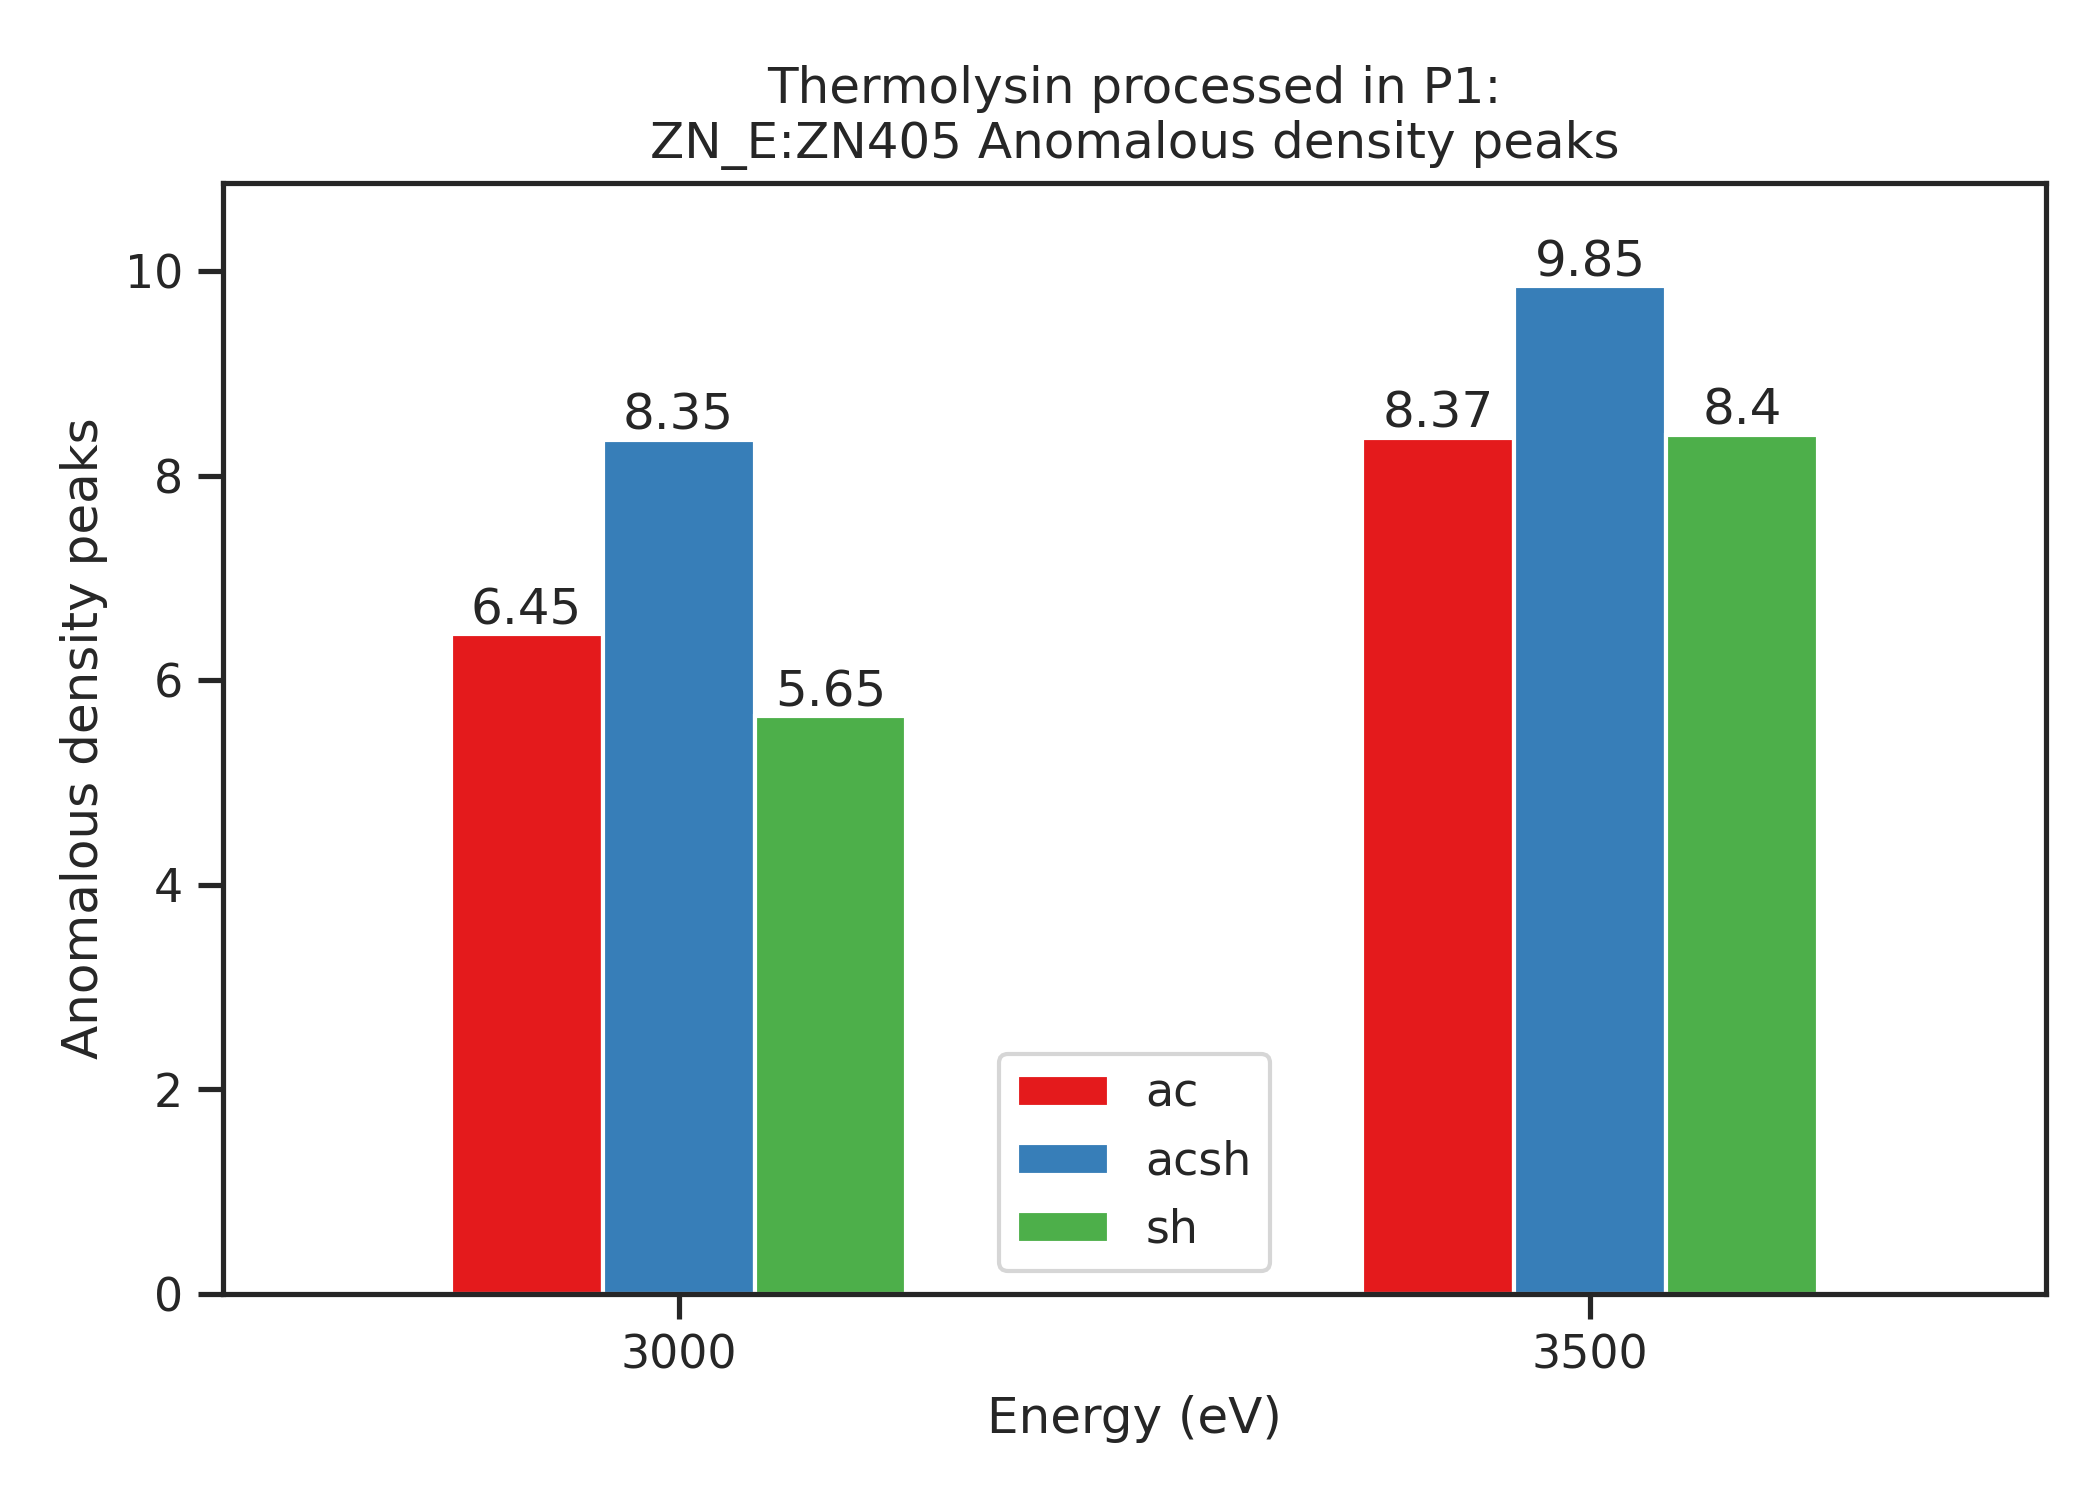 Thermolysin processed in P1:
ZN_E:ZN405 Anomalous density peaks
Anomalous density peaks
10
8
6
4
2
0
6.45
8.35
5.65
8.37
9.85
8.4
ac
acsh
sh
3000
3500
Energy (eV)